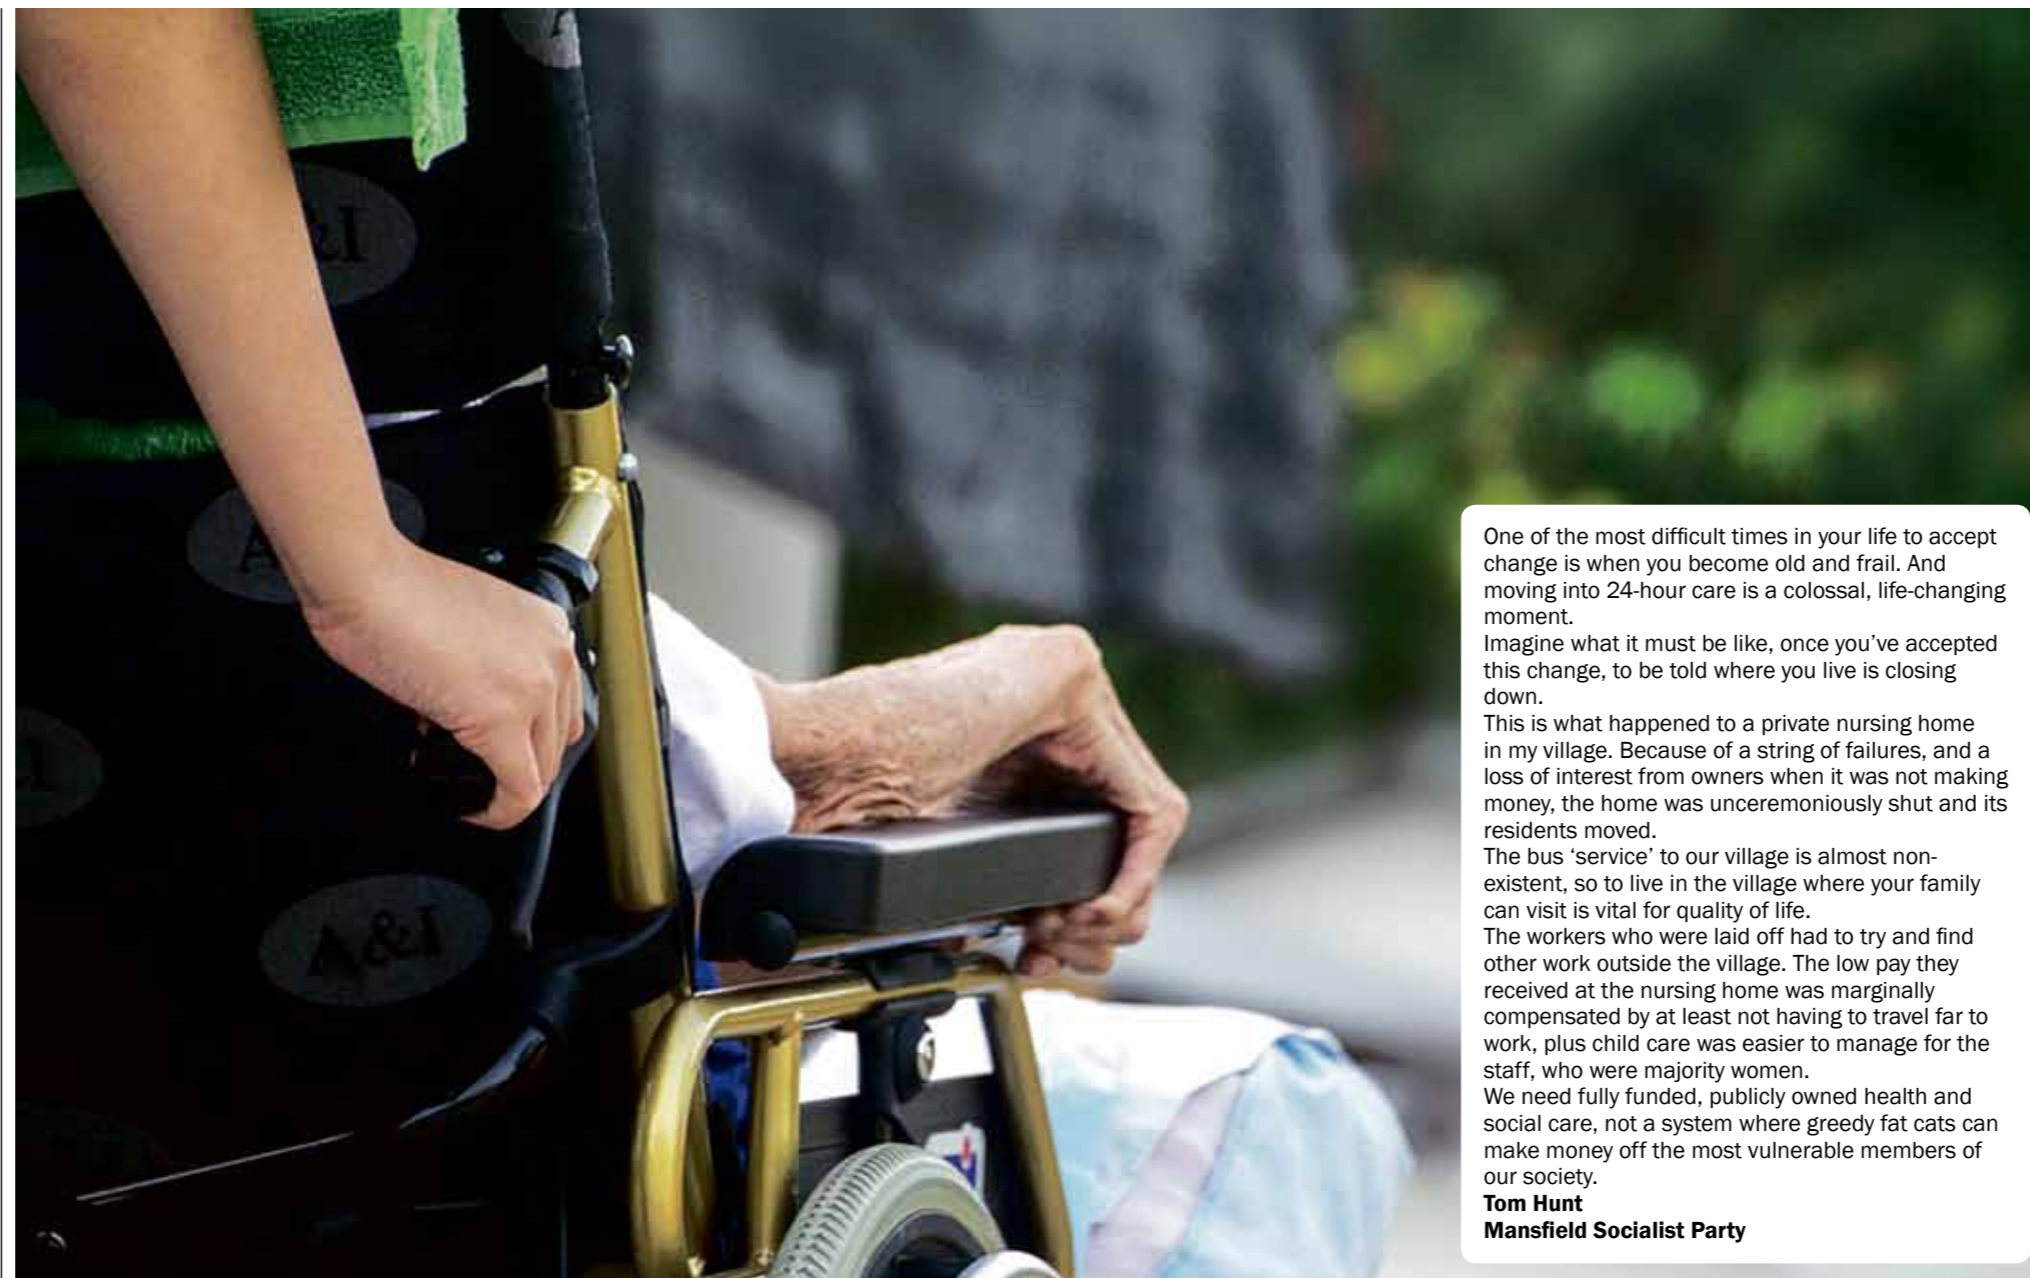 &I
A
A&I
One of the most difficult times in your life to accept
change is when you become old and frail. And
moving into 24-hour care is a colossal, life-changing
moment.
Imagine what it must be like, once you’ve accepted
this change, to be told where you live is closing
down.
This is what happened to a private nursing home
in my village. Because of a string of failures, and a
loss of interest from owners when it was not making
money, the home was unceremoniously shut and its
residents moved.
The bus ‘service’ to our village is almost non-
existent, so to live in the village where your family
can visit is vital for quality of life.
The workers who were laid off had to try and find
other work outside the village. The low pay they
received at the nursing home was marginally
compensated by at least not having to travel far to
work, plus child care was easier to manage for the
staff, who were majority women.
We need fully funded, publicly owned health and
social care, not a system where greedy fat cats can
make money off the most vulnerable members of
our society.
Tom Hunt
Mansfield Socialist Party